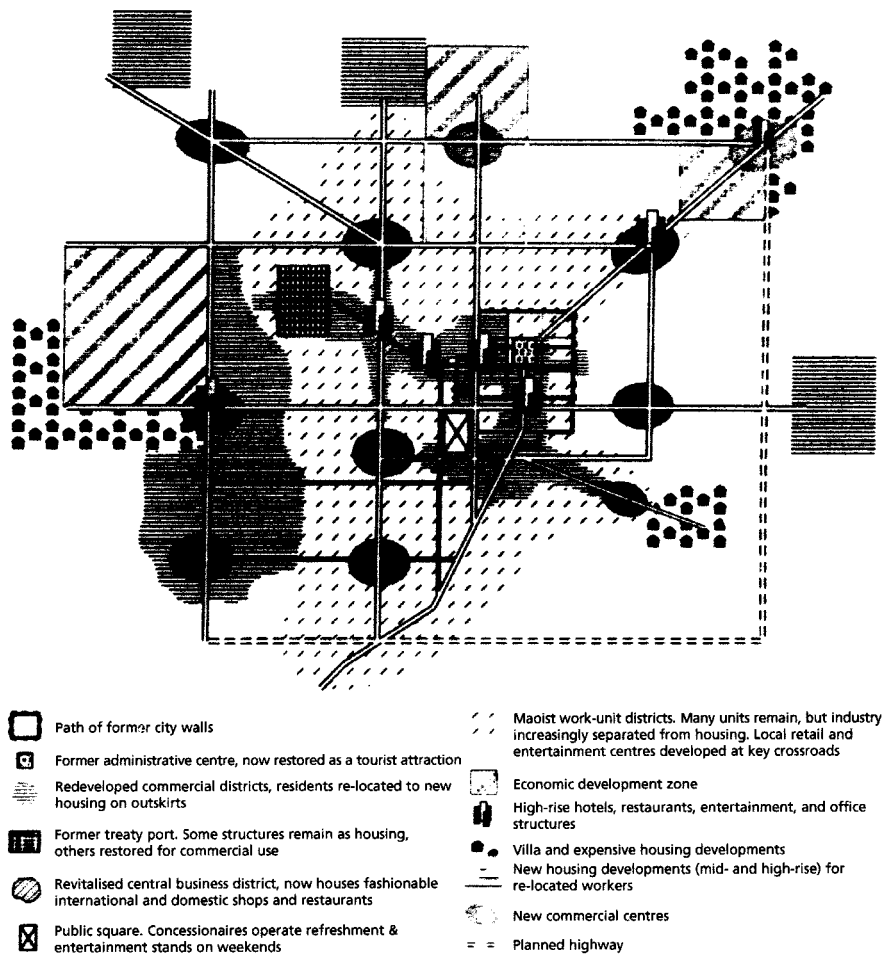 Path of former city walls
Former administrative centre, now restored as a tourist attraction
Redeveloped commercial districts, residents re-located to new
housing on outskirts
Former treaty port. Some structures remain as housing,
others restored for commercial use
Revitalised central business district, now houses fashionable
international and domestic shops and restaurants
Public square. Concessionaires operate refreshment &
entertainment stands on weekends
Maoist work-unit districts. Many units remain, but industry
increasingly separated from housing. Local retail and
entertainment centres developed at key crossroads
Economic development zone
High-rise hotels, restaurants, entertainment, and office
structures
Villa and expensive housing developments
New housing developments (mid- and high-rise) for
re-located workers
New commercial centres
Planned highway